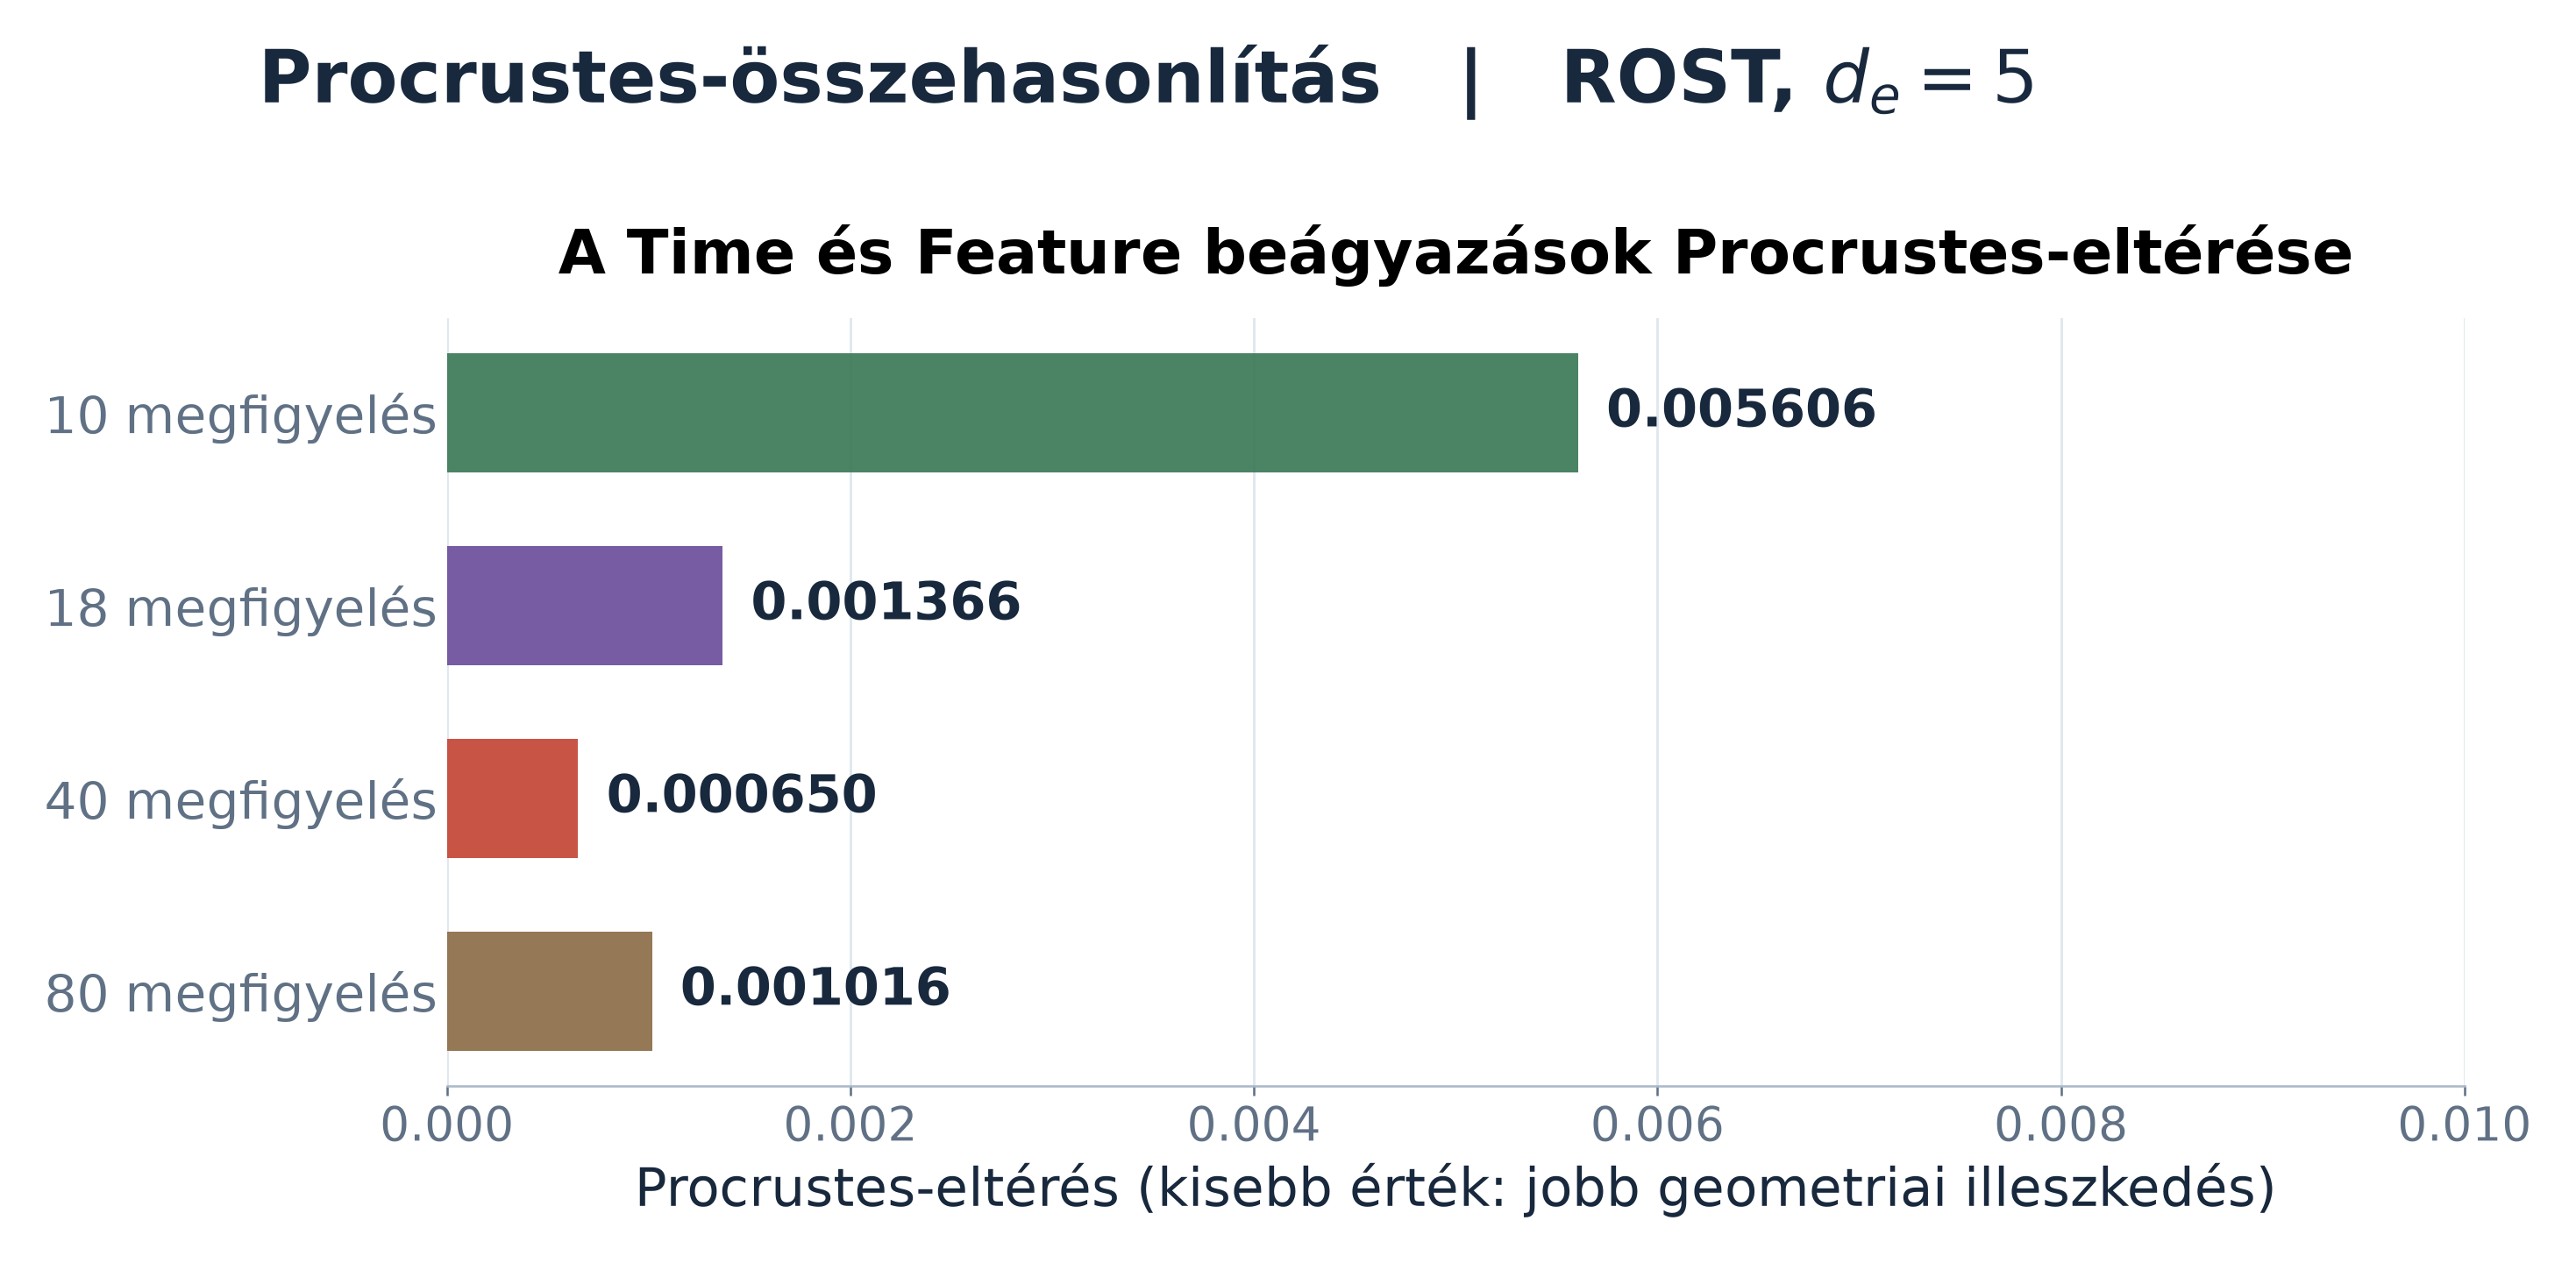 Procrustes-összehasonlítás | ROST, dₑ = 5
A Time és Feature beágyazások Procrustes-eltérése
10 megfigyelés 0.005606
18 megfigyelés 0.001366
40 megfigyelés 0.000650
80 megfigyelés 0.001016
0.000 0.002 0.004 0.006 0.008 0.010
Procrustes-eltérés (kisebb érték: jobb geometriai illeszkedés)